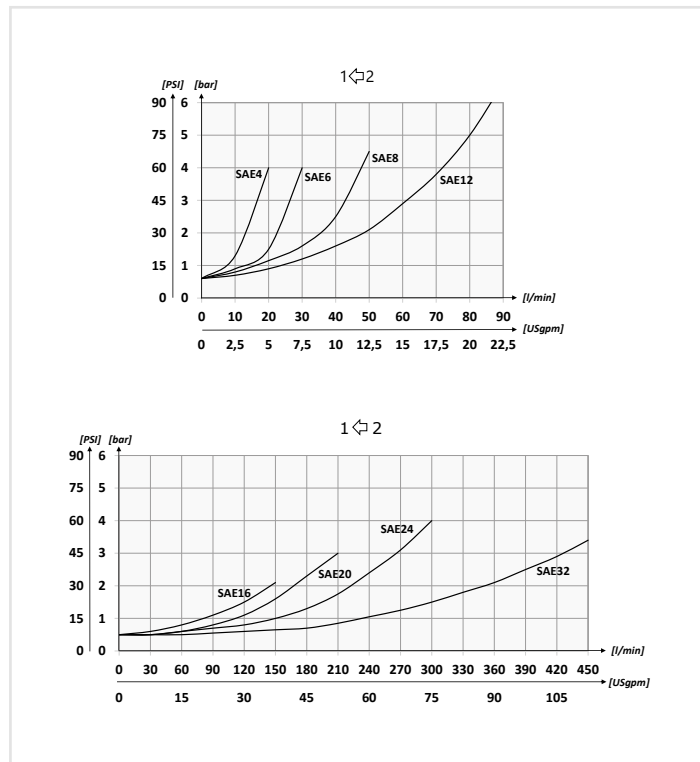 1⇦2
[PSI] [bar]
90 6
75 5
SAE8
60 4 SAE4 SAE6
SAE12
45 3
30 2
15 1
0 0
[l/min]
0 10 20 30 40 50 60 70 80 90
[USgpm]
0 2,5 5 7,5 10 12,5 15 17,5 20 22,5
1⇦2
[PSI] [bar]
90 6
75 5
60 4
SAE24
45 3
SAE20
SAE32
30 2 SAE16
15 1
0 0
[l/min]
0 30 60 90 120 150 180 210 240 270 300 330 360 390 420 450
[USgpm]
0 15 30 45 60 75 90 105